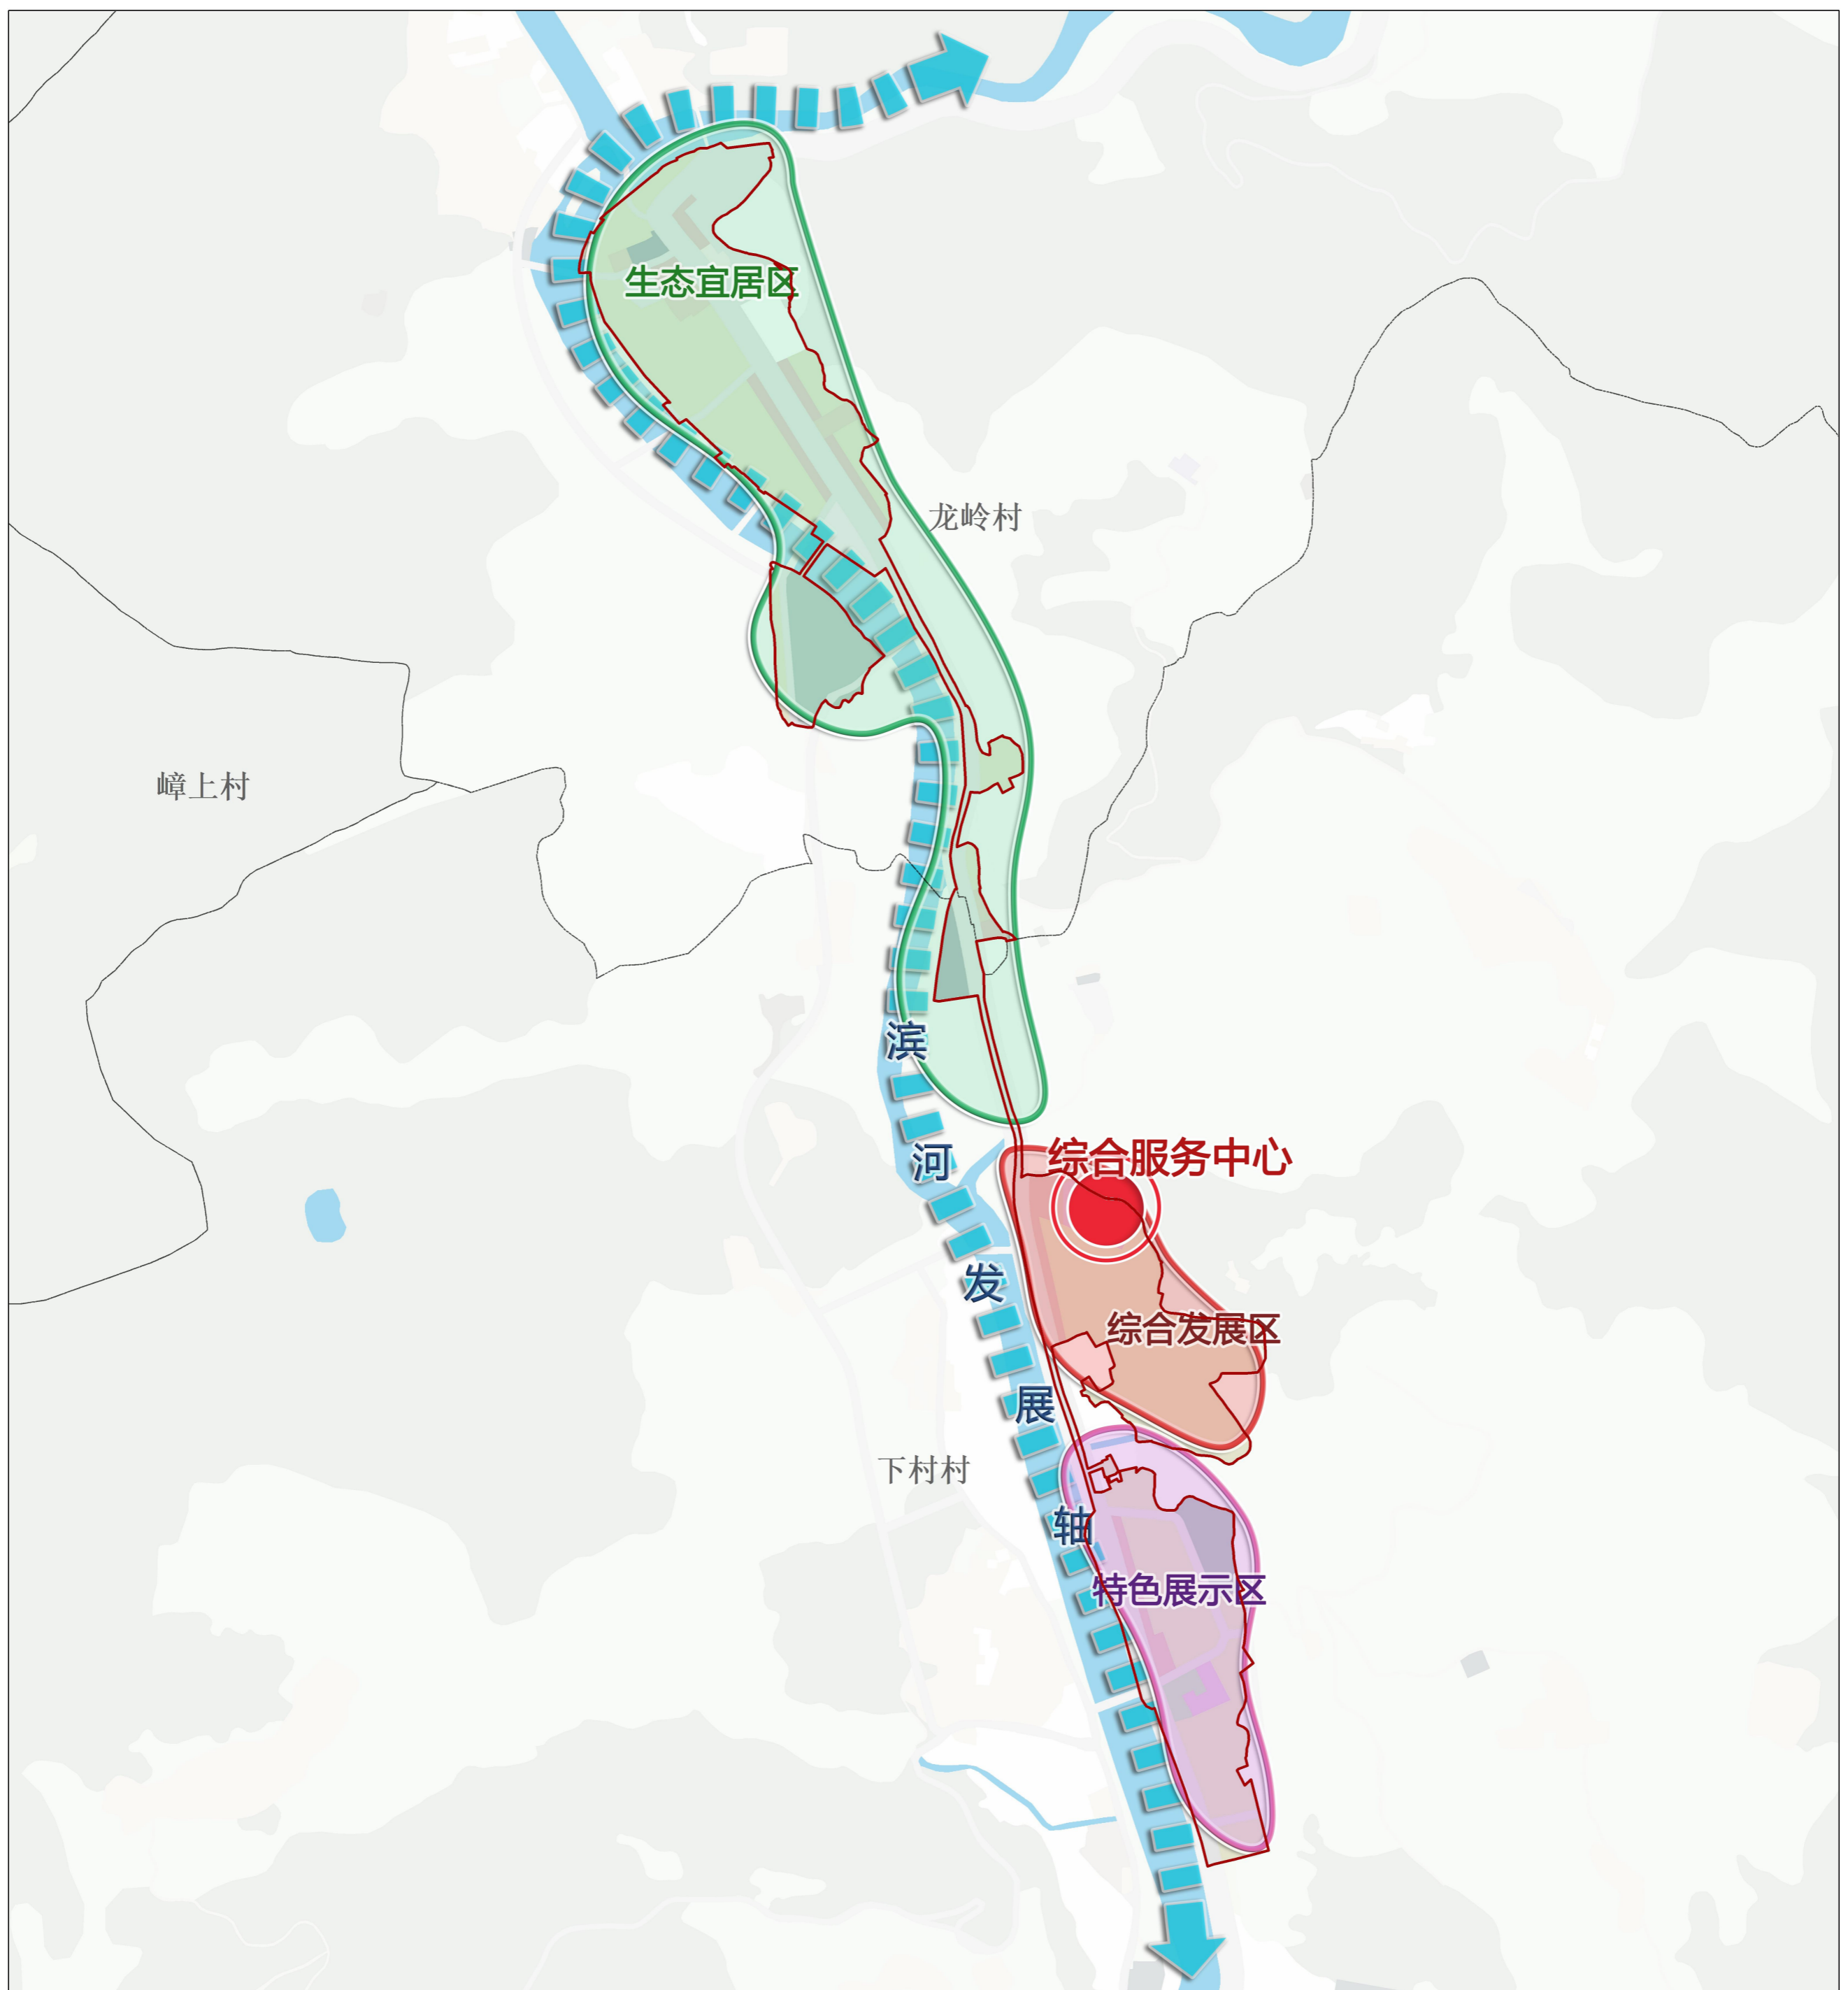 生态宜居区
龙岭村
嶂上村
滨河发展轴
综合服务中心
综合发展区
下村村
特色展示区